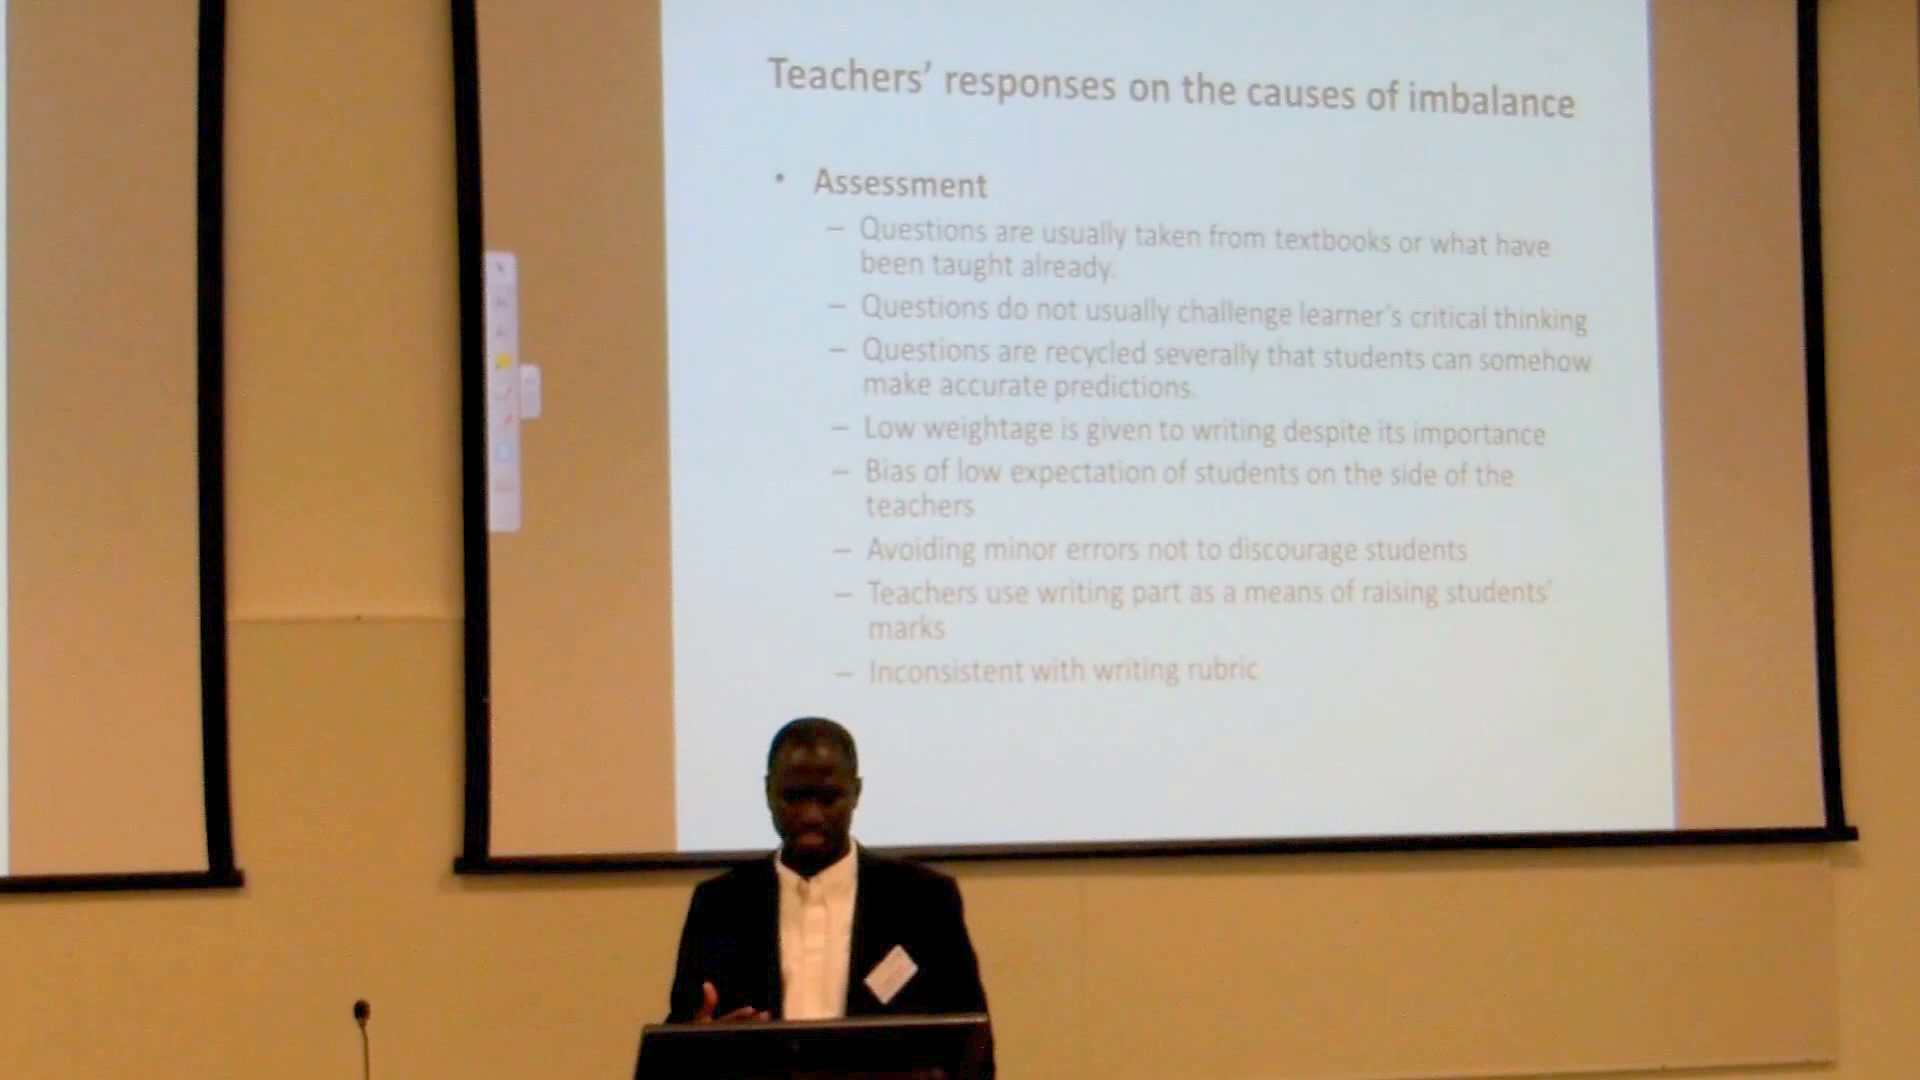 Teachers' responses on the causes of imbalance
• Assessment
– Questions are usually taken from textbooks or what have
been taught already.
– Questions do not usually challenge learner's critical thinking
– Questions are recycled severally that students can somehow
make accurate predictions.
– Low weightage is given to writing despite its importance
– Bias of low expectation of students on the side of the
teachers
– Avoiding minor errors not to discourage students
– Teachers use writing part as a means of raising students'
marks
– Inconsistent with writing rubric